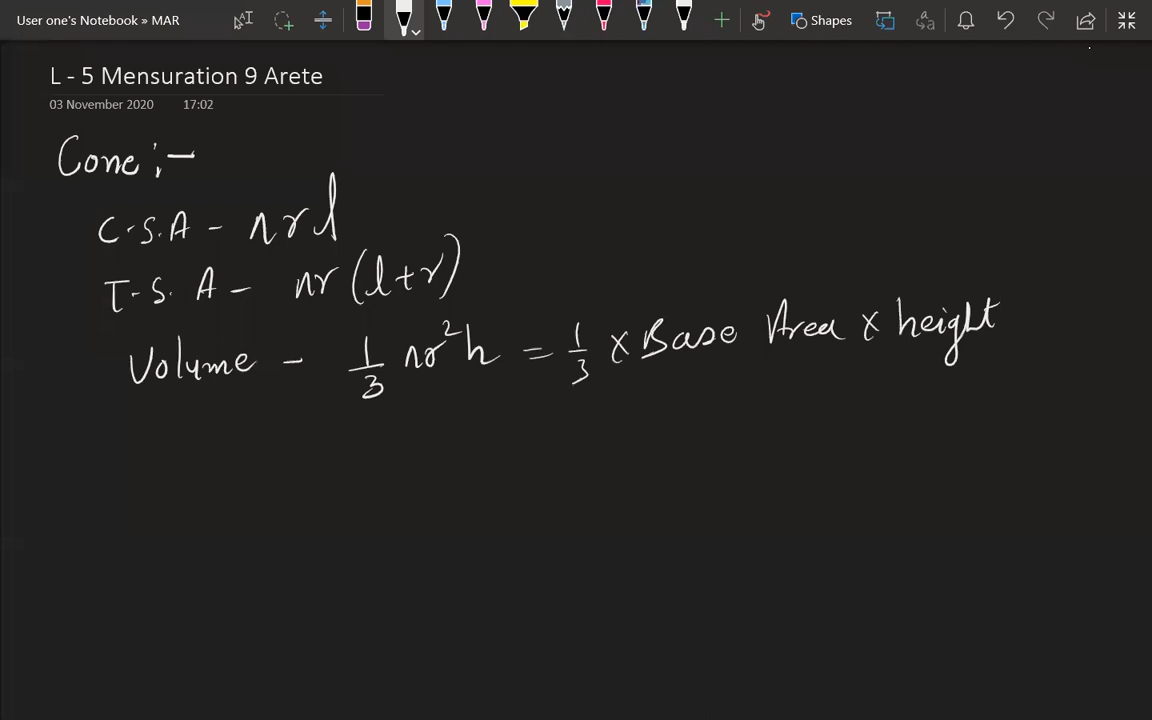 User one's Notebook » MAR
Shapes
L - 5 Mensuration 9 Arete
03 November 2020 17:02
Cone :-
C.S.A - πrl
T.S.A - πr (l+r)
Volume - 1/3 πr²h = 1/3 × Base Area × height